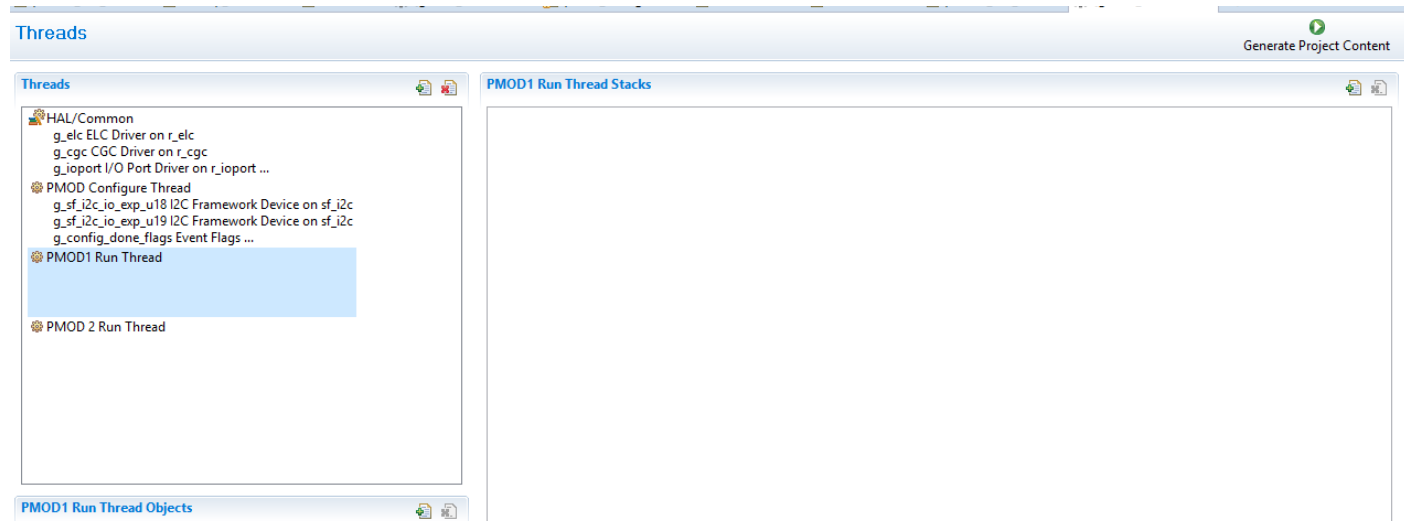 Threads
Generate Project Content
Threads
HAL/Common
g_elc ELC Driver on r_elc
g_cgc CGC Driver on r_cgc
g_ioport I/O Port Driver on r_ioport ...
PMOD Configure Thread
g_sf_i2c_io_exp_u18 I2C Framework Device on sf_i2c
g_sf_i2c_io_exp_u19 I2C Framework Device on sf_i2c
g_config_done_flags Event Flags ...
PMOD1 Run Thread
PMOD 2 Run Thread
PMOD1 Run Thread Objects
PMOD1 Run Thread Stacks